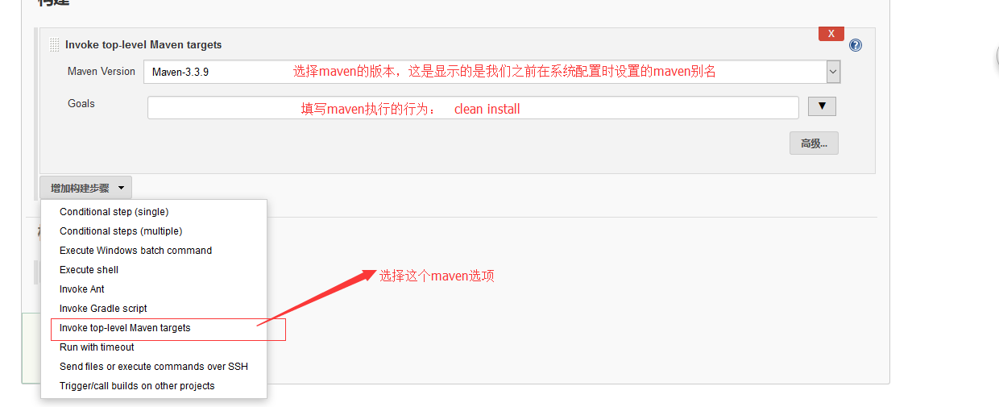 构建
Invoke top-level Maven targets
X
?
Maven Version
Maven-3.3.9
选择maven的版本，这是显示的是我们之前在系统配置时设置的maven别名
Goals
填写maven执行的行为： clean install
高级...
增加构建步骤
Conditional step (single)
Conditional steps (multiple)
Execute Windows batch command
Execute shell
选择这个maven选项
Invoke Ant
Invoke Gradle script
Invoke top-level Maven targets
Run with timeout
Send files or execute commands over SSH
Trigger/call builds on other projects